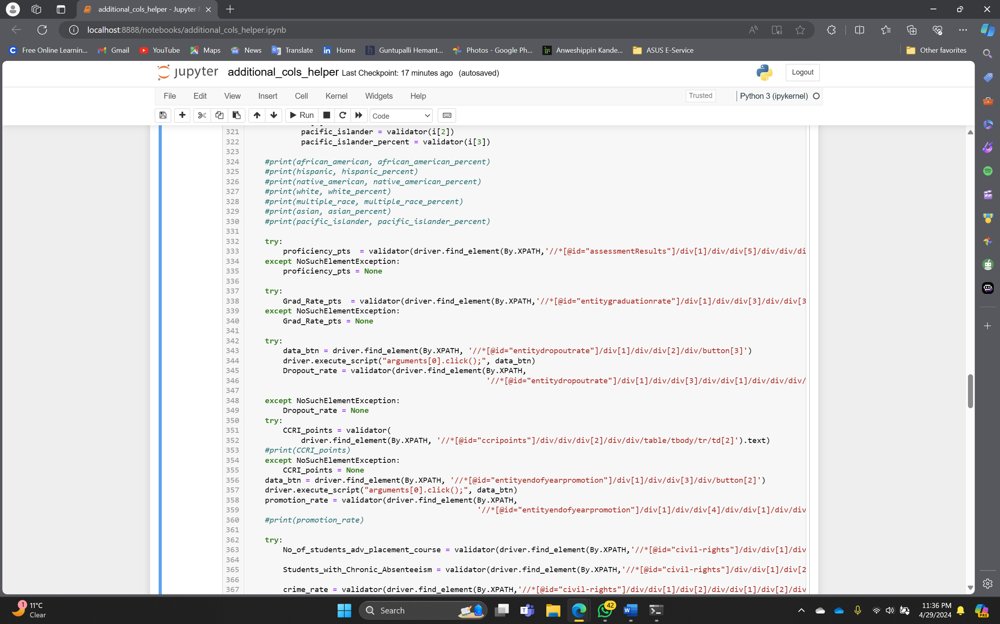 additional_cols_helper - Jupyter
localhost:8888/notebooks/additional_cols_helper.ipynb
Free Online Learnin... Gmail YouTube Maps News Translate Home Guntupalli Hemant... Photos - Google Ph... Anweshippin Kande... ASUS E-Service Other favorites
jupyter additional_cols_helper Last Checkpoint: 17 minutes ago (autosaved) Logout
File Edit View Insert Cell Kernel Widgets Help Trusted Python 3 (ipykernel)
Run Code
321 pacific_islander = validator(i[2])
322 pacific_islander_percent = validator(i[3])
323
324 #print(african_american, african_american_percent)
325 #print(hispanic, hispanic_percent)
326 #print(native_american, native_american_percent)
327 #print(white, white_percent)
328 #print(multiple_race, multiple_race_percent)
329 #print(asian, asian_percent)
330 #print(pacific_islander, pacific_islander_percent)
331
332 try:
333 proficiency_pts  = validator(driver.find_element(By.XPATH,'//*[@id="assessmentResults"]/div[1]/div/div[5]/div/div/di
334 except NoSuchElementException:
335 proficiency_pts = None
336
337 try:
338 Grad_Rate_pts  = validator(driver.find_element(By.XPATH,'//*[@id="entitygraduationrate"]/div[1]/div/div[3]/div/div[3
339 except NoSuchElementException:
340 Grad_Rate_pts = None
341
342 try:
343 data_btn = driver.find_element(By.XPATH, '//*[@id="entitydropoutrate"]/div[1]/div/div[2]/div/button[3]')
344 driver.execute_script("arguments[0].click();", data_btn)
345 Dropout_rate = validator(driver.find_element(By.XPATH,
346 '//*[@id="entitydropoutrate"]/div[1]/div/div[3]/div/div[1]/div/div/div/
347
348 except NoSuchElementException:
349 Dropout_rate = None
350 try:
351 CCRI_points = validator(
352 driver.find_element(By.XPATH, '//*[@id="ccripoints"]/div/div/div[2]/div/div/table/tbody/tr/td[2]').text)
353 #print(CCRI_points)
354 except NoSuchElementException:
355 CCRI_points = None
356 data_btn = driver.find_element(By.XPATH, '//*[@id="entityendofyearpromotion"]/div[1]/div/div[3]/div/button[2]')
357 driver.execute_script("arguments[0].click();", data_btn)
358 promotion_rate = validator(driver.find_element(By.XPATH,
359 '//*[@id="entityendofyearpromotion"]/div[1]/div/div[4]/div/div[1]/div/div
360 #print(promotion_rate)
361
362 try:
363 No_of_students_adv_placement_course = validator(driver.find_element(By.XPATH,'//*[@id="civil-rights"]/div/div[1]/div
364
365 Students_with_Chronic_Absenteeism = validator(driver.find_element(By.XPATH,'//*[@id="civil-rights"]/div/div[1]/div[2
366
367 crime_rate = validator(driver.find_element(By.XPATH,'//*[@id="civil-rights"]/div/div[1]/div[2]/div/div[1]/div[2]/div
1 11°C
Clear
Search
42
11:36 PM
4/29/2024
PRE